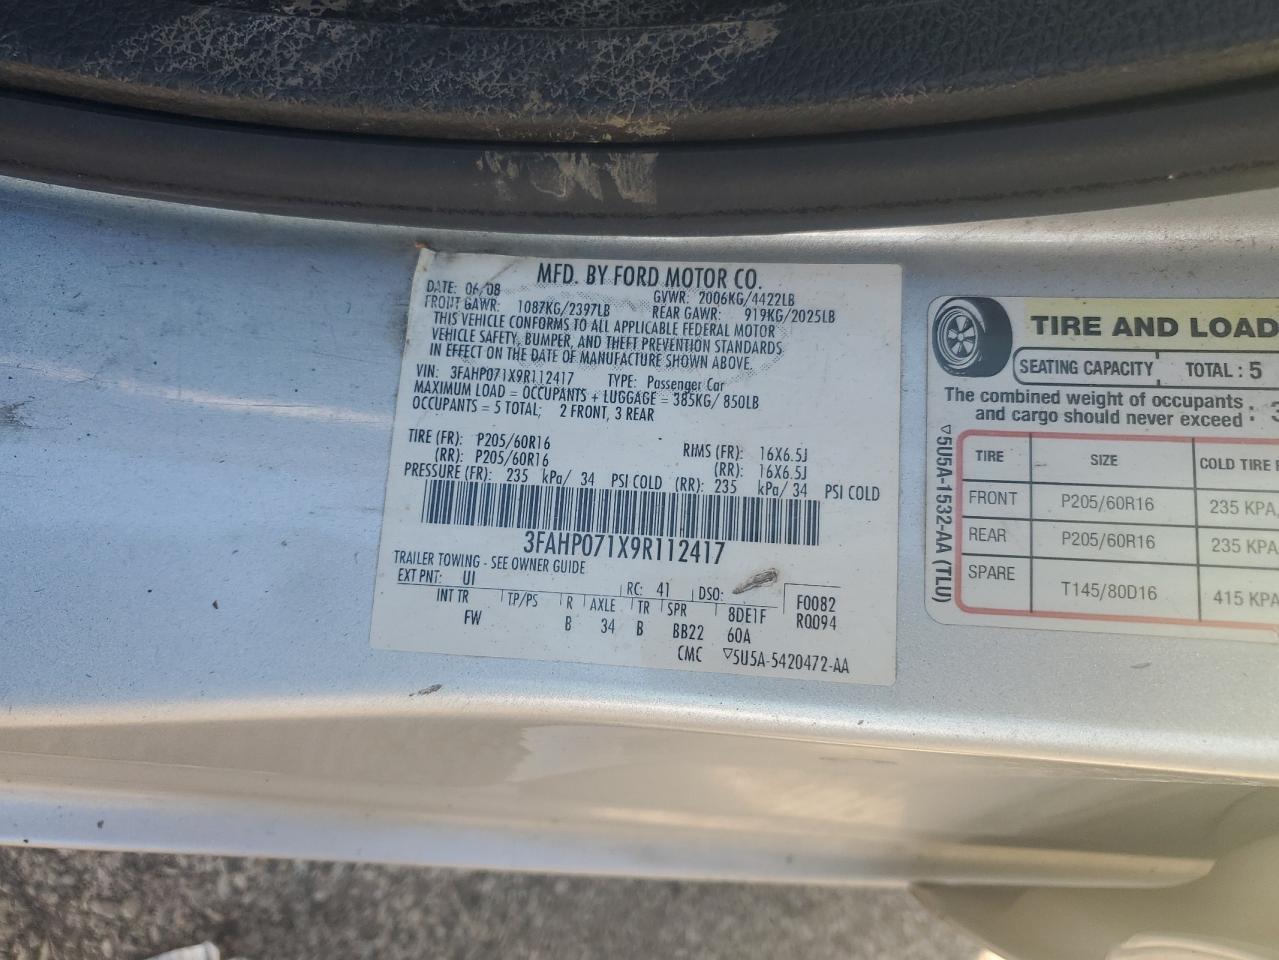 MFD. BY FORD MOTOR CO.
DATE: 06/08 GVWR: 2006KG/4422LB
FRONT GAWR: 1087KG/2397LB REAR GAWR: 919KG/2025LB
THIS VEHICLE CONFORMS TO ALL APPLICABLE FEDERAL MOTOR
VEHICLE SAFETY, BUMPER, AND THEFT PREVENTION STANDARDS
IN EFFECT ON THE DATE OF MANUFACTURE SHOWN ABOVE.
VIN: 3FAHP071X9R112417 TYPE: Passenger Car
MAXIMUM LOAD = OCCUPANTS + LUGGAGE = 385KG/ 850LB
OCCUPANTS = 5 TOTAL; 2 FRONT, 3 REAR
TIRE (FR): P205/60R16 RIMS (FR): 16X6.5J
(RR): P205/60R16 (RR): 16X6.5J
PRESSURE (FR): 235 kPa/ 34 PSI COLD (RR): 235 kPa/ 34 PSI COLD
3FAHP071X9R112417
TRAILER TOWING - SEE OWNER GUIDE
EXT PNT: UI RC: 41 DSO: F0082
INT TR TP/PS R AXLE TR SPR 8DE1F R0094
FW B 34 B BB22 60A
CMC ▽5U5A-5420472-AA
TIRE AND LOAD
SEATING CAPACITY TOTAL : 5
The combined weight of occupants :
and cargo should never exceed :
TIRE SIZE COLD TIRE
FRONT P205/60R16 235 KPA,
REAR P205/60R16 235 KPA
SPARE T145/80D16 415 KPA
▽5U5A-1532-AA (TLU)